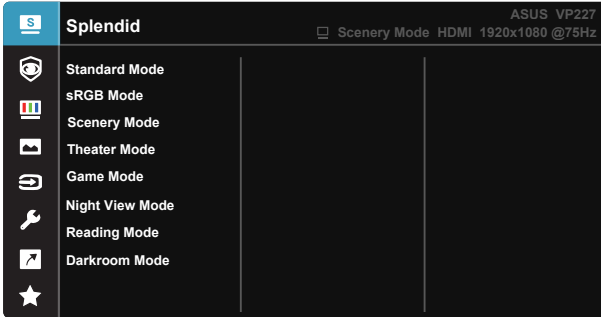 S
Splendid
ASUS VP227
Scenery Mode HDMI 1920x1080 @75Hz
Standard Mode
sRGB Mode
Scenery Mode
Theater Mode
Game Mode
Night View Mode
Reading Mode
Darkroom Mode